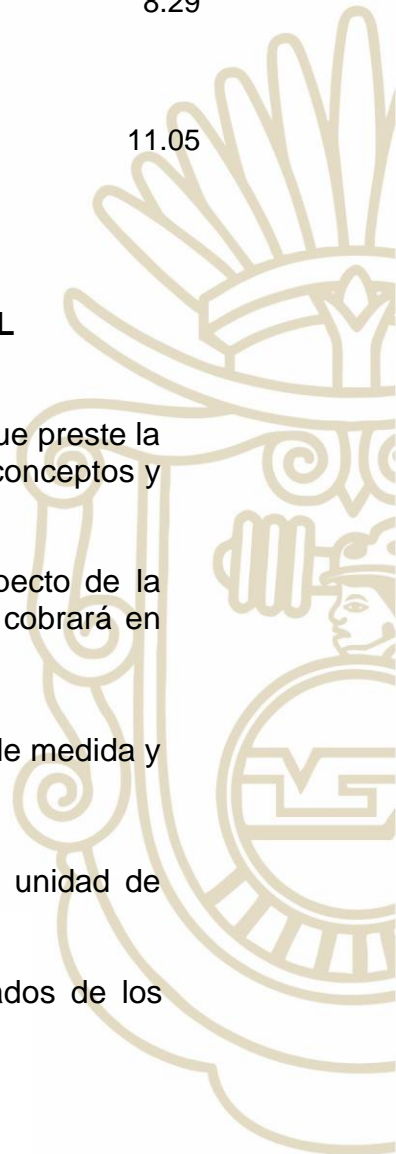 8.29
11.05
L
ue preste la
conceptos y
pecto de la
cobrará en
de medida y
unidad de
ados de los